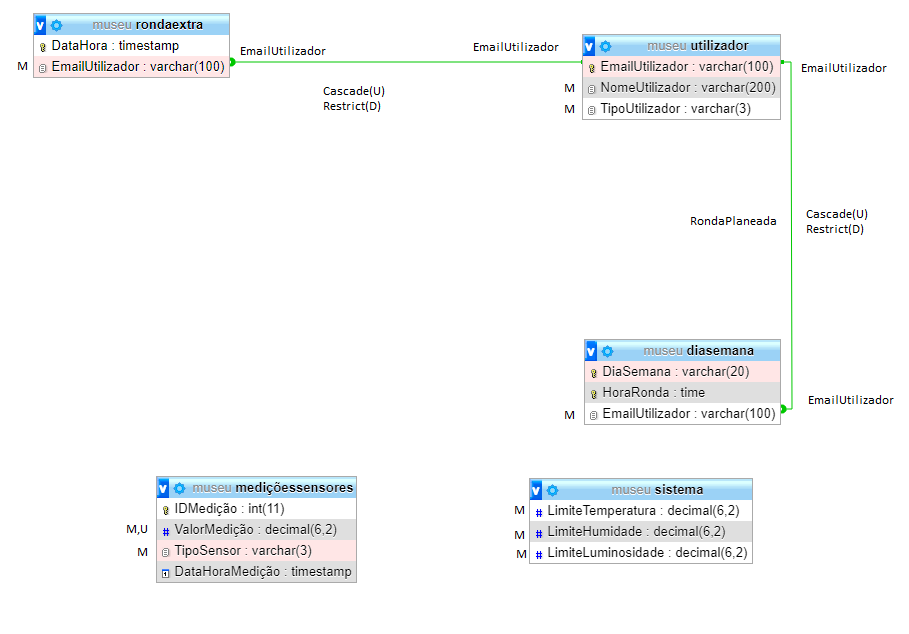 museu rondaextra
DataHora : timestamp
M EmailUtilizador : varchar(100)
EmailUtilizador
EmailUtilizador
Cascade(U)
Restrict(D)
museu utilizador
EmailUtilizador : varchar(100)
M NomeUtilizador : varchar(200)
M TipoUtilizador : varchar(3)
EmailUtilizador
RondaPlaneada
Cascade(U)
Restrict(D)
museu diasemana
DiaSemana : varchar(20)
HoraRonda : time
M EmailUtilizador : varchar(100)
EmailUtilizador
museu mediçõessensores
IDMedição : int(11)
M,U # ValorMedição : decimal(6,2)
M TipoSensor : varchar(3)
DataHoraMedição : timestamp
museu sistema
M # LimiteTemperatura : decimal(6,2)
M # LimiteHumidade : decimal(6,2)
M # LimiteLuminosidade : decimal(6,2)